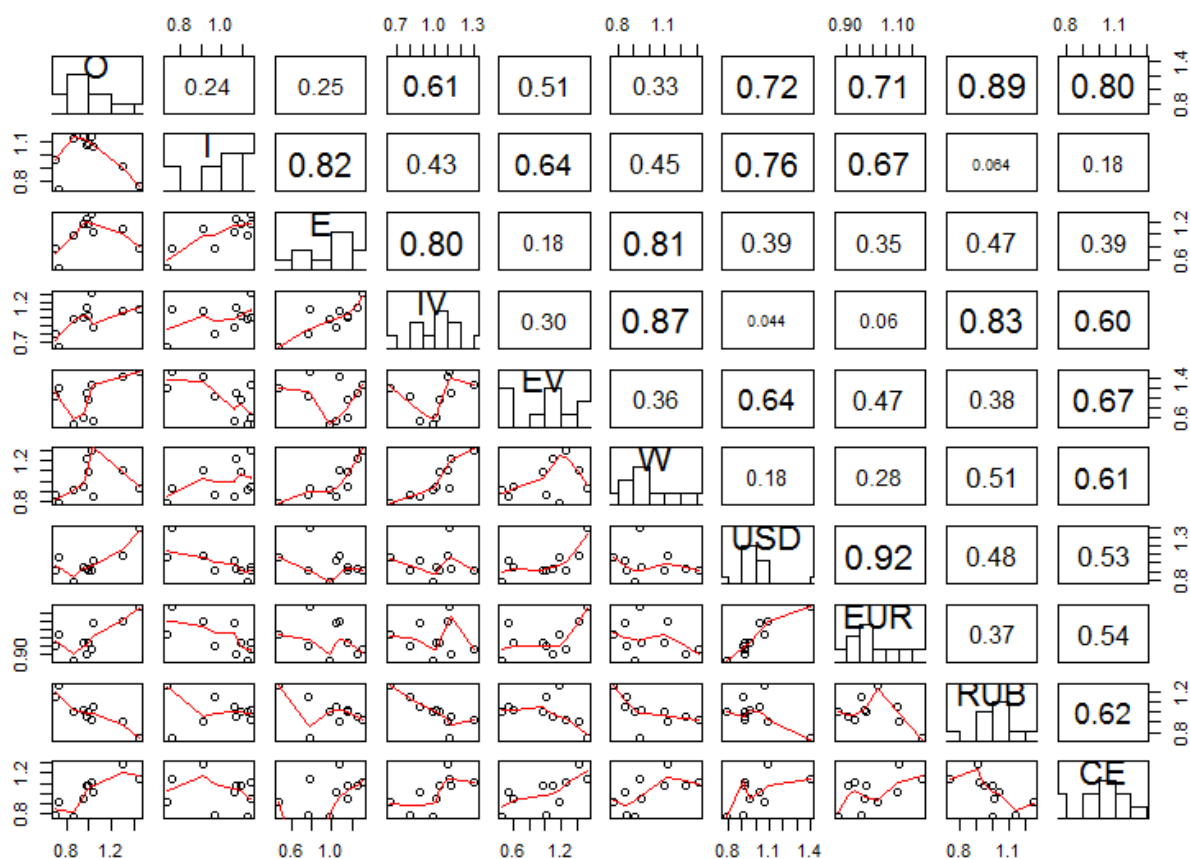 0.8 1.0 0.7 1.0 1.3 0.8 1.1 0.90 1.10 0.8 1.1
O 0.24 0.25 0.61 0.51 0.33 0.72 0.71 0.89 0.80 0.8 1.4
0.8 1.1 I 0.82 0.43 0.64 0.45 0.76 0.67 0.064 0.18
E 0.80 0.18 0.81 0.39 0.35 0.47 0.39 0.6 1.2
0.7 1.2 IV 0.30 0.87 0.044 0.06 0.83 0.60
EV 0.36 0.64 0.47 0.38 0.67 0.6 1.4
0.8 1.2 W 0.18 0.28 0.51 0.61
USD 0.92 0.48 0.53 0.8 1.3
0.90 EUR 0.37 0.54
RUB 0.62 0.8 1.2
0.8 1.2 CE
0.8 1.2 0.6 1.0 0.6 1.2 0.8 1.1 1.4 0.8 1.1